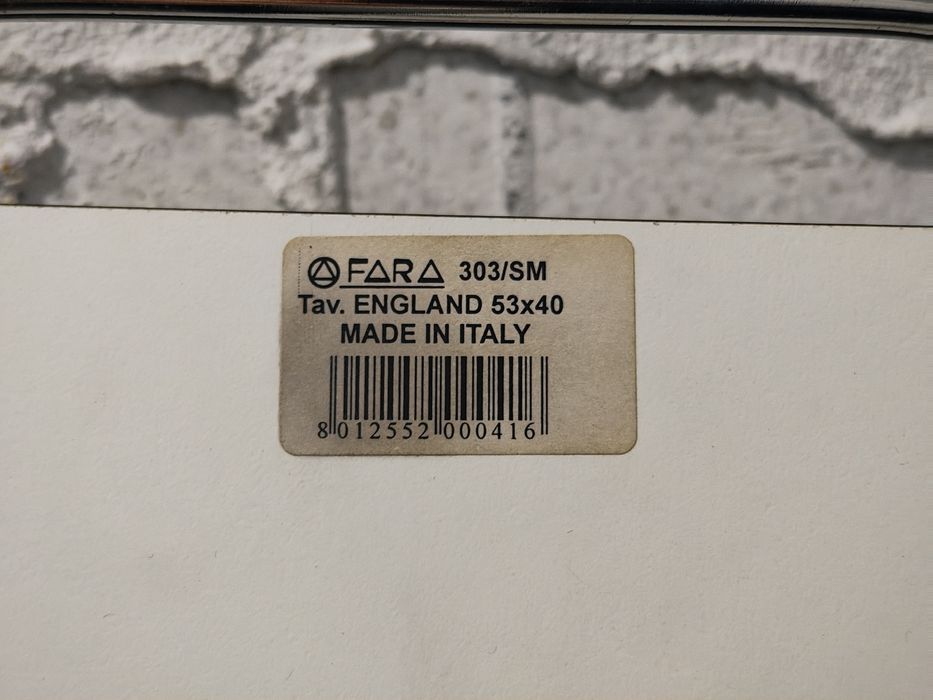 FARA 303/SM
Tav. ENGLAND 53x40
MADE IN ITALY
8 012552 000416